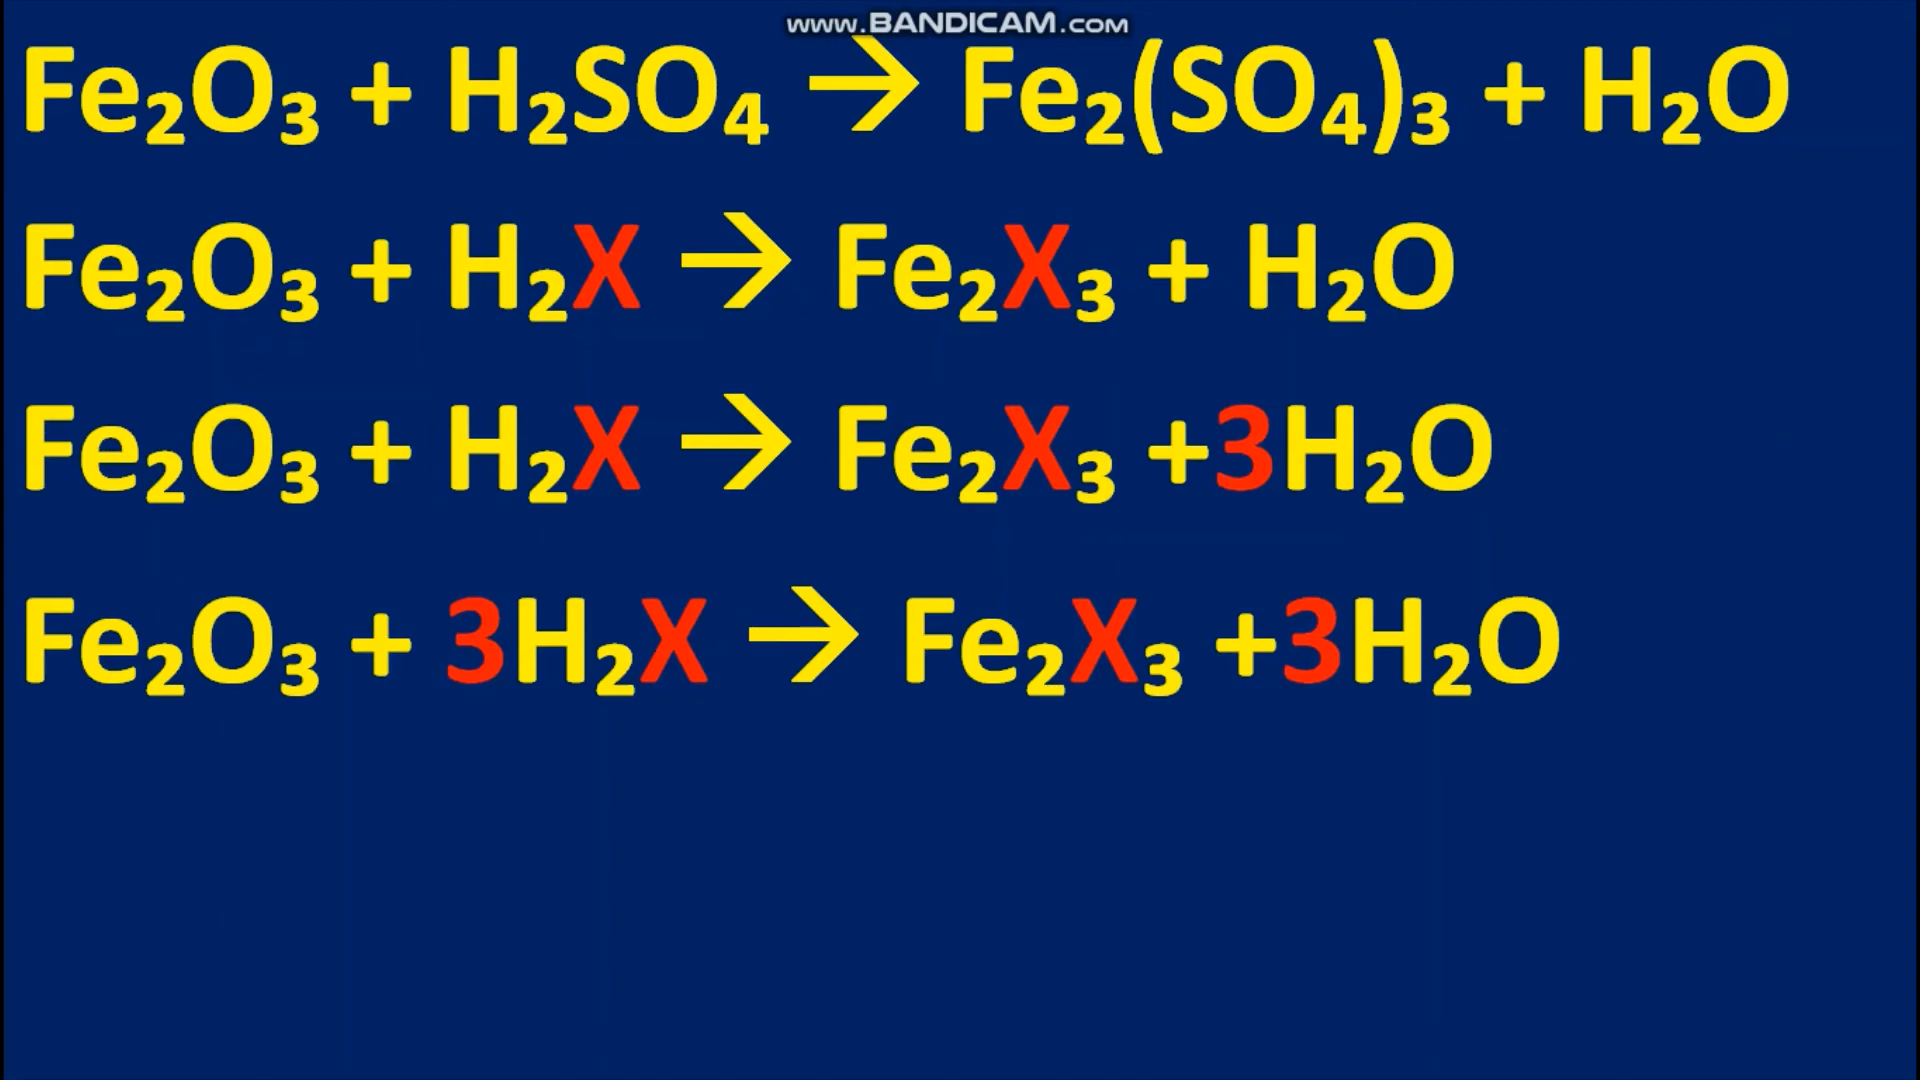 www.BANDICAM.com
Fe₂O₃ + H₂SO₄ → Fe₂(SO₄)₃ + H₂O
Fe₂O₃ + H₂X → Fe₂X₃ + H₂O
Fe₂O₃ + H₂X → Fe₂X₃ +3H₂O
Fe₂O₃ + 3H₂X → Fe₂X₃ +3H₂O